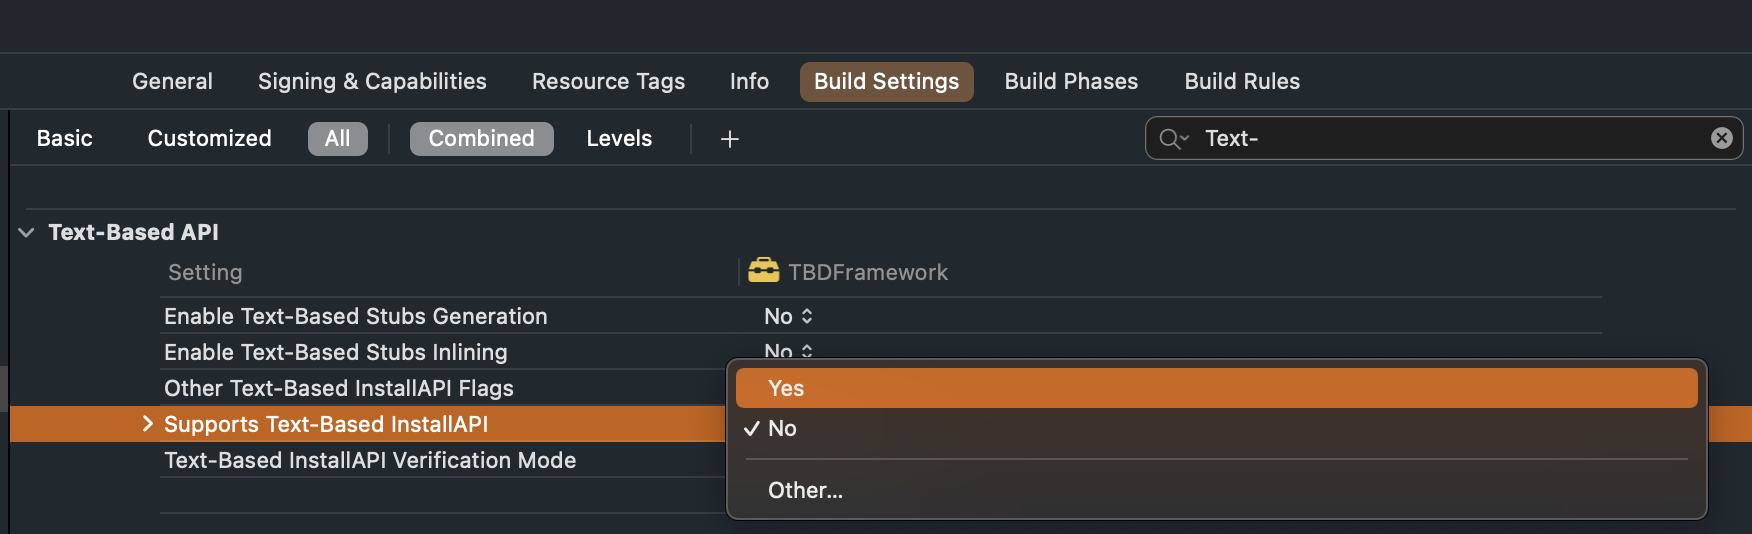 General Signing & Capabilities Resource Tags Info Build Settings Build Phases Build Rules
Basic Customized All Combined Levels + Text-
Text-Based API
Setting TBDFramework
Enable Text-Based Stubs Generation No
Enable Text-Based Stubs Inlining No
Other Text-Based InstallAPI Flags
Yes
Supports Text-Based InstallAPI
No
Text-Based InstallAPI Verification Mode
Other...